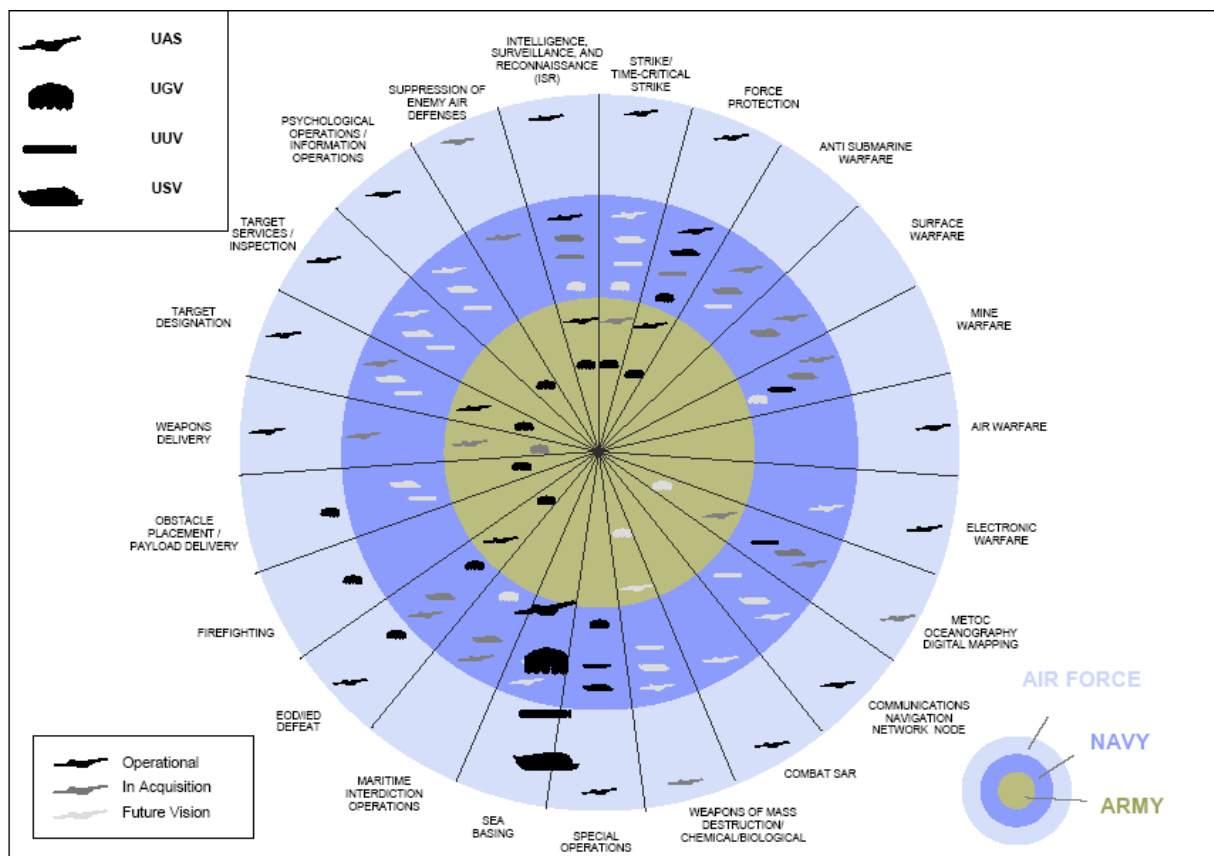 UAS
UGV
UUV
USV
INTELLIGENCE,
SURVEILLANCE, AND
RECONNAISSANCE
(ISR)
STRIKE/
TIME-CRITICAL
STRIKE
FORCE
PROTECTION
ANTI SUBMARINE
WARFARE
SURFACE
WARFARE
MINE
WARFARE
AIR WARFARE
ELECTRONIC
WARFARE
METOC
OCEANOGRAPHY
DIGITAL MAPPING
COMMUNICATIONS
NAVIGATION
NETWORK NODE
COMBAT SAR
WEAPONS OF MASS
DESTRUCTION/
CHEMICAL/BIOLOGICAL
SPECIAL
OPERATIONS
SEA
BASING
MARITIME
INTERDICTION
OPERATIONS
EOD/IED
DEFEAT
FIREFIGHTING
OBSTACLE
PLACEMENT /
PAYLOAD DELIVERY
WEAPONS
DELIVERY
TARGET
DESIGNATION
TARGET
SERVICES /
INSPECTION
PSYCHOLOGICAL
OPERATIONS /
INFORMATION
OPERATIONS
SUPPRESSION OF
ENEMY AIR
DEFENSES
Operational
In Acquisition
Future Vision
AIR FORCE
NAVY
ARMY